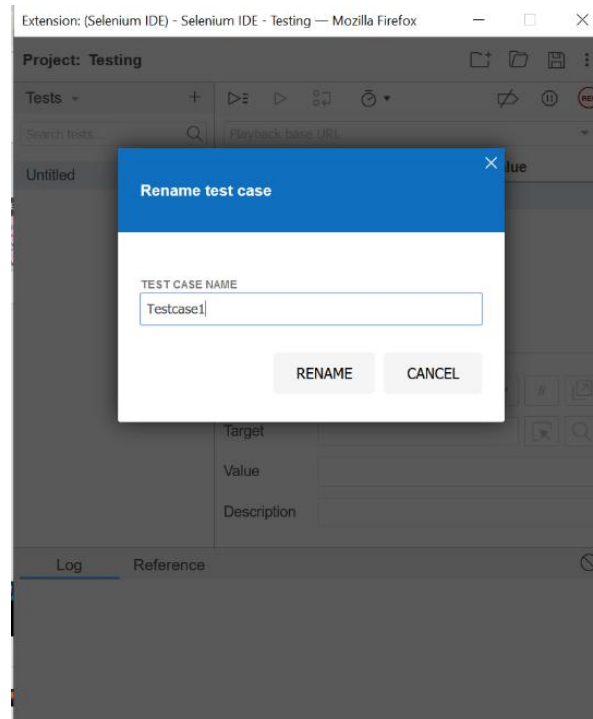 Extension: (Selenium IDE) - Selenium IDE - Testing — Mozilla Firefox
Project: Testing
Tests
REC
Search tests...
Playback base URL
Untitled
lue
Rename test case
TEST CASE NAME
Testcase1
RENAME CANCEL
//
Target
Value
Description
Log Reference